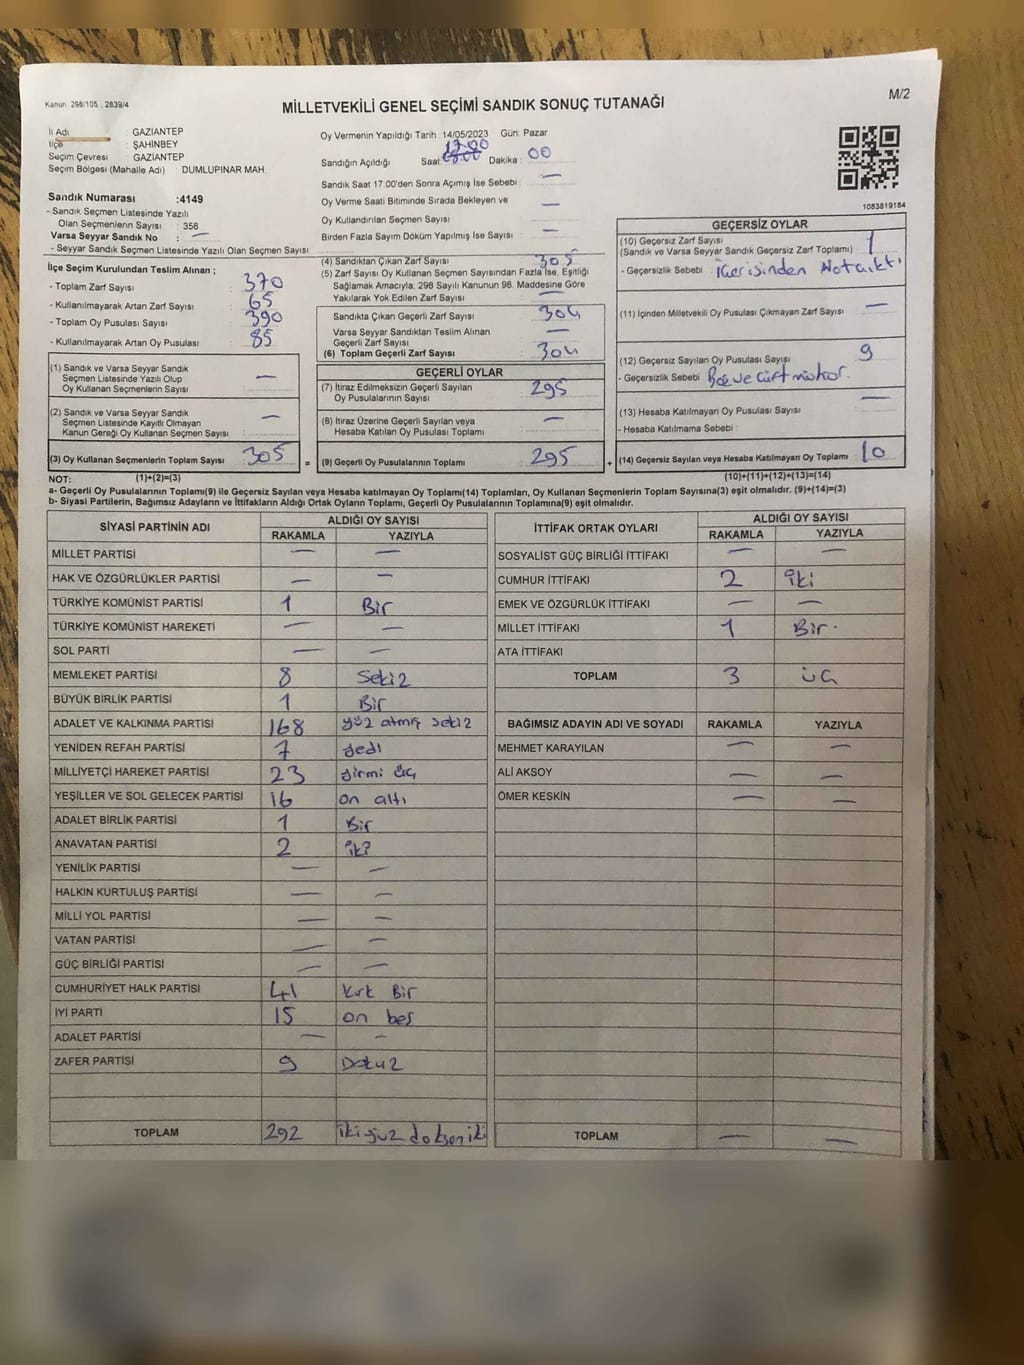 Kanun: 298/105 , 2839/4
MİLLETVEKİLİ GENEL SEÇİMİ SANDIK SONUÇ TUTANAĞI
M/2
İl Adı : GAZİANTEP
İlçe : ŞAHİNBEY
Seçim Çevresi : GAZİANTEP
Seçim Bölgesi (Mahalle Adı) : DUMLUPINAR MAH.
Sandık Numarası :4149
- Sandık Seçmen Listesinde Yazılı
Olan Seçmenlerin Sayısı : 358
Varsa Seyyar Sandık No : —
- Seyyar Sandık Seçmen Listesinde Yazılı Olan Seçmen Sayısı
Oy Vermenin Yapıldığı Tarih : 14/05/2023 Gün: Pazar
Sandığın Açıldığı Saat: 17:00 Dakika : 00
Sandık Saat 17:00'den Sonra Açımış İse Sebebi : —
Oy Verme Saati Bitiminde Sırada Bekleyen ve —
Oy Kullandırılan Seçmen Sayısı
Birden Fazla Sayım Döküm Yapılmış İse Sayısı : —
1083819184
İlçe Seçim Kurulundan Teslim Alınan ;
- Toplam Zarf Sayısı : 370
- Kullanılmayarak Artan Zarf Sayısı : 65
- Toplam Oy Pusulası Sayısı : 390
- Kullanılmayarak Artan Oy Pusulası : 85
(4) Sandıktan Çıkan Zarf Sayısı : 305
(5) Zarf Sayısı Oy Kullanan Seçmen Sayısından Fazla İse, Eşitliği
Sağlamak Amacıyla; 298 Sayılı Kanunun 98. Maddesine Göre
Yakılarak Yok Edilen Zarf Sayısı : —
Sandıkta Çıkan Geçerli Zarf Sayısı : 304
Varsa Seyyar Sandıktan Teslim Alınan —
Geçerli Zarf Sayısı
(6) Toplam Geçerli Zarf Sayısı : 304
GEÇERSİZ OYLAR
(10) Geçersiz Zarf Sayısı 1
(Sandık ve Varsa Seyyar Sandık Geçersiz Zarf Toplamı)
- Geçersizlik Sebebi : içerisinden Not çıktı
(11) İçinden Milletvekili Oy Pusulası Çıkmayan Zarf Sayısı : —
(12) Geçersiz Sayılan Oy Pusulası Sayısı 9
- Geçersizlik Sebebi
(13) Hesaba Katılmayan Oy Pusulası Sayısı —
- Hesaba Katılmama Sebebi :
(14) Geçersiz Sayılan veya Hesaba Katılmayan Oy Toplamı 10
(1) Sandık ve Varsa Seyyar Sandık
Seçmen Listesinde Yazılı Olup
Oy Kullanan Seçmenlerin Sayısı —
(2) Sandık ve Varsa Seyyar Sandık
Seçmen Listesinde Kayıtlı Olmayan
Kanun Gereği Oy Kullanan Seçmen Sayısı —
(3) Oy Kullanan Seçmenlerin Toplam Sayısı 305
GEÇERLİ OYLAR
(7) İtiraz Edilmeksizin Geçerli Sayılan
Oy Pusulalarının Sayısı : 295
(8) İtiraz Üzerine Geçerli Sayılan veya
Hesaba Katılan Oy Pusulası Toplamı —
= (9) Geçerli Oy Pusulalarının Toplamı 295 +
NOT: (1)+(2)=(3)
(10)+(11)+(12)+(13)=(14)
a- Geçerli Oy Pusulalarının Toplamı(9) ile Geçersiz Sayılan veya Hesaba katılmayan Oy Toplamı(14) Toplamları, Oy Kullanan Seçmenlerin Toplam Sayısına(3) eşit olmalıdır. (9)+(14)=(3)
b- Siyasi Partilerin, Bağımsız Adayların ve İttifakların Aldığı Ortak Oyların Toplamı, Geçerli Oy Pusulalarının Toplamına(9) eşit olmalıdır.
SİYASİ PARTİNİN ADI ALDIĞI OY SAYISI
RAKAMLA YAZIYLA
MİLLET PARTİSİ — —
HAK VE ÖZGÜRLÜKLER PARTİSİ — —
TÜRKİYE KOMÜNİST PARTİSİ 1 Bir
TÜRKİYE KOMÜNİST HAREKETİ — —
SOL PARTİ — —
MEMLEKET PARTİSİ 8 Sekiz
BÜYÜK BİRLİK PARTİSİ 1 Bir
ADALET VE KALKINMA PARTİSİ 168 yüz atmış sekiz
YENİDEN REFAH PARTİSİ 7 yedi
MİLLİYETÇİ HAREKET PARTİSİ 23 yirmi üç
YEŞİLLER VE SOL GELECEK PARTİSİ 16 on altı
ADALET BİRLİK PARTİSİ 1 Bir
ANAVATAN PARTİSİ 2 iki
YENİLİK PARTİSİ — —
HALKIN KURTULUŞ PARTİSİ — —
MİLLİ YOL PARTİSİ — —
VATAN PARTİSİ — —
GÜÇ BİRLİĞİ PARTİSİ — —
CUMHURİYET HALK PARTİSİ 41 Kırk Bir
İYİ PARTİ 15 on beş
ADALET PARTİSİ — —
ZAFER PARTİSİ 9 Dokuz
TOPLAM 292 iki yüz doksan iki
İTTİFAK ORTAK OYLARI ALDIĞI OY SAYISI
RAKAMLA YAZIYLA
SOSYALİST GÜÇ BİRLİĞİ İTTİFAKI — —
CUMHUR İTTİFAKI 2 iki
EMEK VE ÖZGÜRLÜK İTTİFAKI — —
MİLLET İTTİFAKI 1 Bir
ATA İTTİFAKI
TOPLAM 3 üç
BAĞIMSIZ ADAYIN ADI VE SOYADI RAKAMLA YAZIYLA
MEHMET KARAYILAN — —
ALİ AKSOY — —
ÖMER KESKİN — —
TOPLAM — —